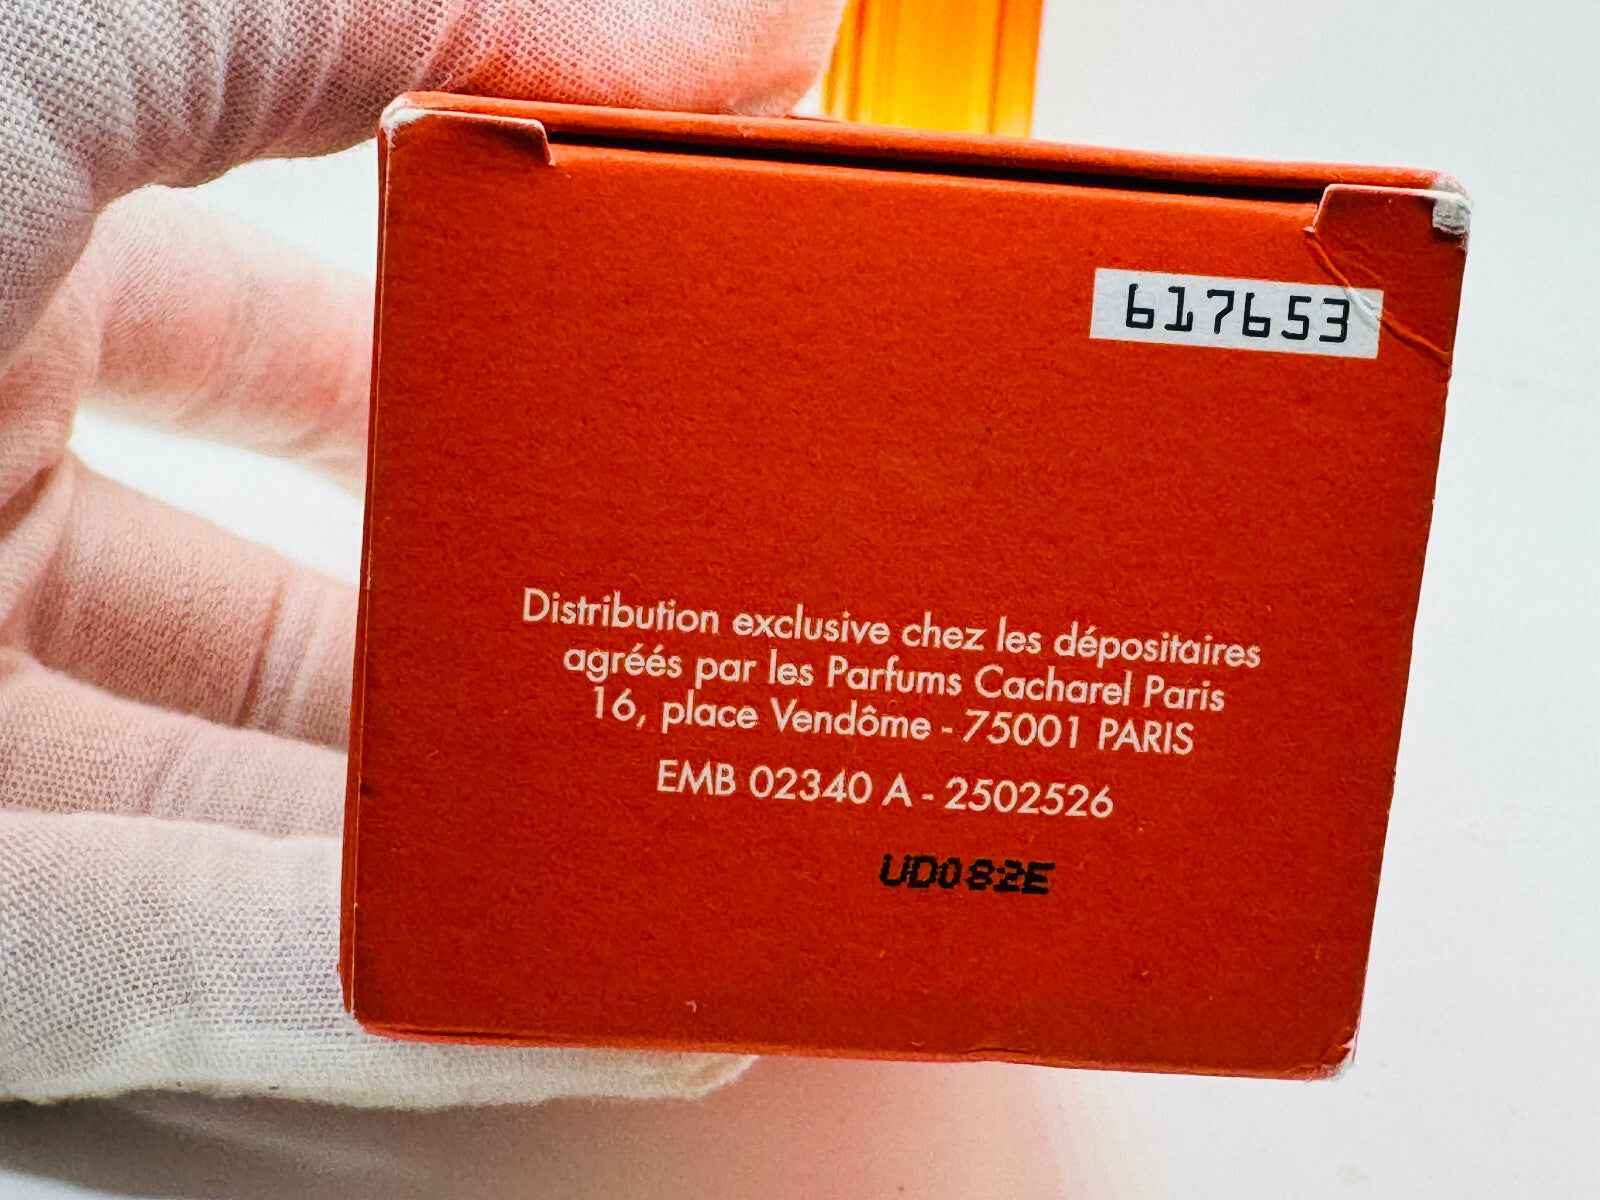 617653
Distribution exclusive chez les dépositaires
agréés par les Parfums Cacharel Paris
16, place Vendôme - 75001 PARIS
EMB 02340 A - 2502526
UD082E